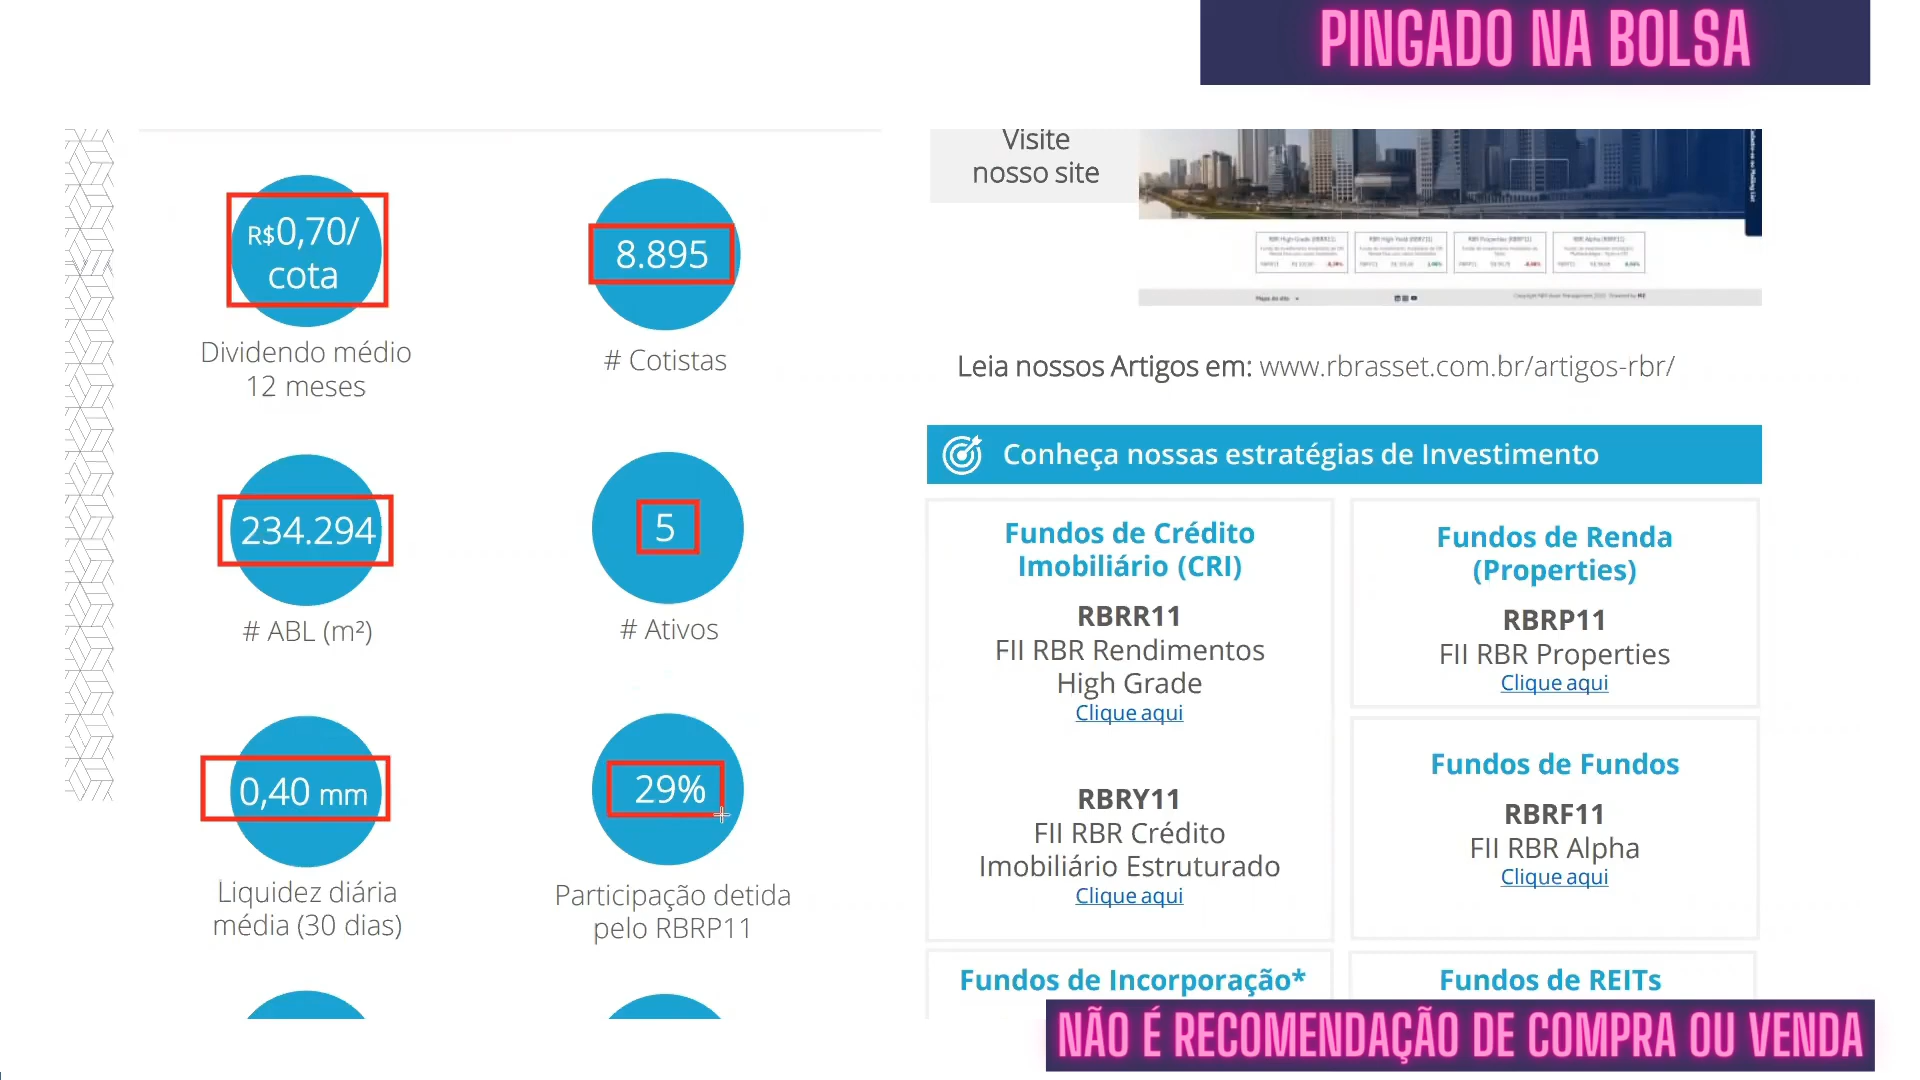 PINGADO NA BOLSA
R$0,70/
cota
Dividendo médio
12 meses
8.895
# Cotistas
234.294
# ABL (m²)
5
# Ativos
0,40 mm
Liquidez diária
média (30 dias)
29%
Participação detida
pelo RBRP11
Visite
nosso site
Leia nossos Artigos em: www.rbrasset.com.br/artigos-rbr/
Conheça nossas estratégias de Investimento
Fundos de Crédito
Imobiliário (CRI)
RBRR11
FII RBR Rendimentos
High Grade
Clique aqui
RBRY11
FII RBR Crédito
Imobiliário Estruturado
Clique aqui
Fundos de Renda
(Properties)
RBRP11
FII RBR Properties
Clique aqui
Fundos de Fundos
RBRF11
FII RBR Alpha
Clique aqui
Fundos de Incorporação*
Fundos de REITs
NÃO É RECOMENDAÇÃO DE COMPRA OU VENDA